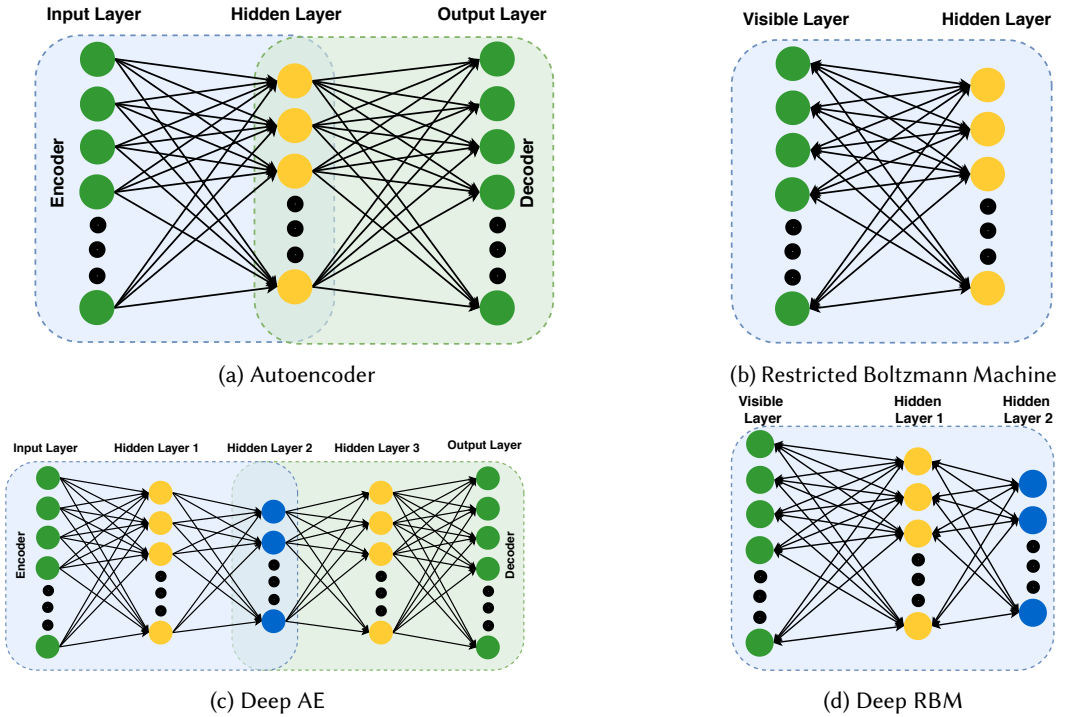 Input Layer Hidden Layer Output Layer
Encoder
Decoder
(a) Autoencoder
Visible Layer Hidden Layer
(b) Restricted Boltzmann Machine
Input Layer Hidden Layer 1 Hidden Layer 2 Hidden Layer 3 Output Layer
Encoder
Decoder
(c) Deep AE
Visible
Layer
Hidden
Layer 1
Hidden
Layer 2
(d) Deep RBM